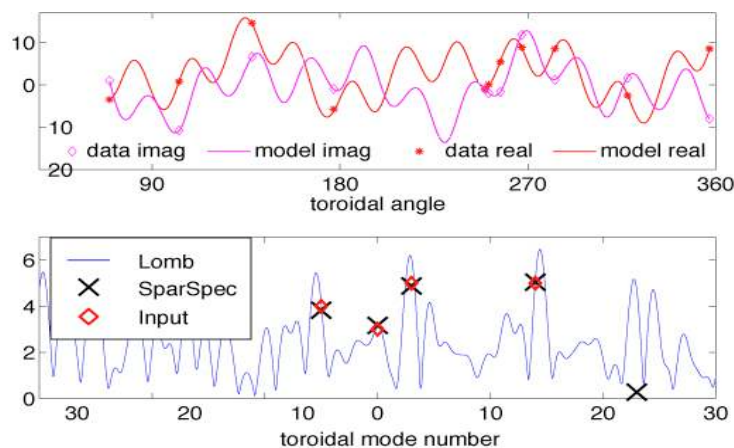 10
0
10
20
data imag model imag data real model real
90 180 270 360
toroidal angle
6
4
2
0
Lomb
SparSpec
Input
30 20 10 0 10 20 30
toroidal mode number